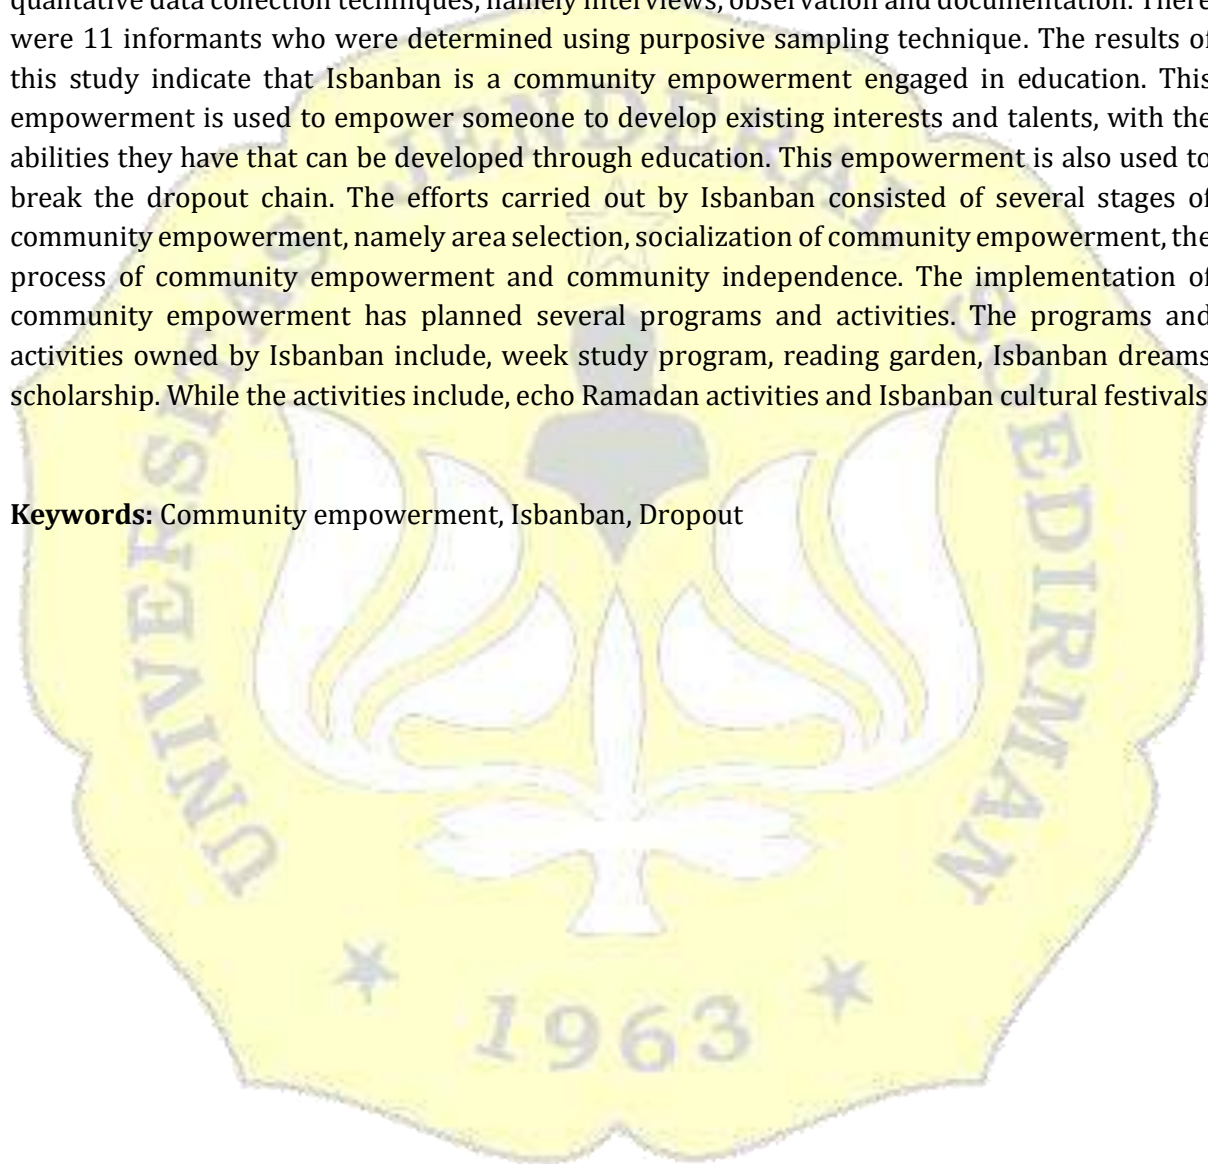 qualitative data collection techniques, namely interviews, observation and documentation. There
were 11 informants who were determined using purposive sampling technique. The results of
this study indicate that Isbanban is a community empowerment engaged in education. This
empowerment is used to empower someone to develop existing interests and talents, with the
abilities they have that can be developed through education. This empowerment is also used to
break the dropout chain. The efforts carried out by Isbanban consisted of several stages of
community empowerment, namely area selection, socialization of community empowerment, the
process of community empowerment and community independence. The implementation of
community empowerment has planned several programs and activities. The programs and
activities owned by Isbanban include, week study program, reading garden, Isbanban dreams
scholarship. While the activities include, echo Ramadan activities and Isbanban cultural festivals
Keywords: Community empowerment, Isbanban, Dropout
UNIVERSITAS JENDERAL SOEDIRMAN
1963